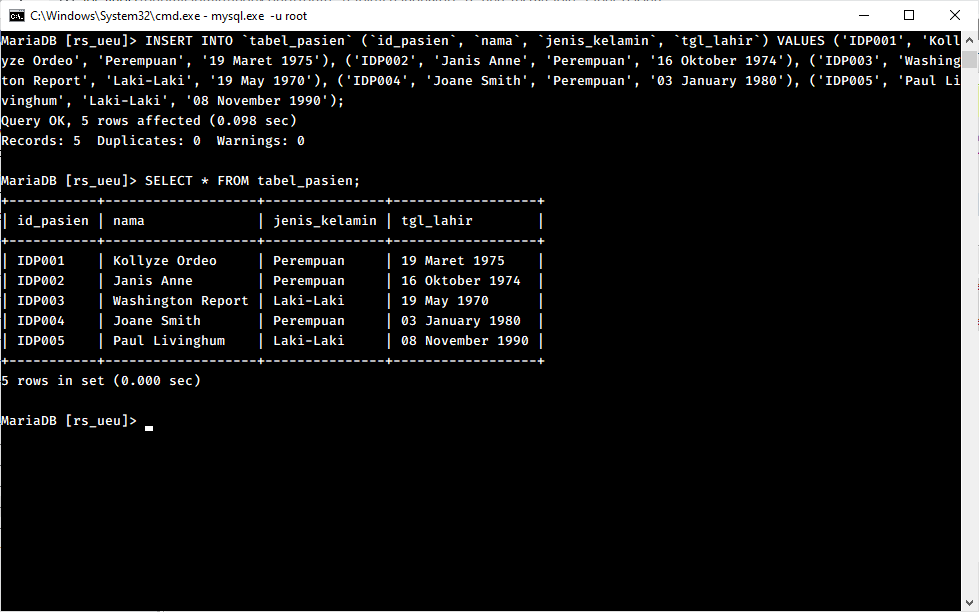 C:\Windows\System32\cmd.exe - mysql.exe -u root
MariaDB [rs_ueu]> INSERT INTO `tabel_pasien` (`id_pasien`, `nama`, `jenis_kelamin`, `tgl_lahir`) VALUES ('IDP001', 'Koll
yze Ordeo', 'Perempuan', '19 Maret 1975'), ('IDP002', 'Janis Anne', 'Perempuan', '16 Oktober 1974'), ('IDP003', 'Washing
ton Report', 'Laki-Laki', '19 May 1970'), ('IDP004', 'Joane Smith', 'Perempuan', '03 January 1980'), ('IDP005', 'Paul Li
vinghum', 'Laki-Laki', '08 November 1990');
Query OK, 5 rows affected (0.098 sec)
Records: 5  Duplicates: 0  Warnings: 0
MariaDB [rs_ueu]> SELECT * FROM tabel_pasien;
+-----------+-------------------+---------------+------------------+
| id_pasien | nama              | jenis_kelamin | tgl_lahir        |
+-----------+-------------------+---------------+------------------+
| IDP001    | Kollyze Ordeo     | Perempuan     | 19 Maret 1975    |
| IDP002    | Janis Anne        | Perempuan     | 16 Oktober 1974  |
| IDP003    | Washington Report | Laki-Laki     | 19 May 1970      |
| IDP004    | Joane Smith       | Perempuan     | 03 January 1980  |
| IDP005    | Paul Livinghum    | Laki-Laki     | 08 November 1990 |
+-----------+-------------------+---------------+------------------+
5 rows in set (0.000 sec)
MariaDB [rs_ueu]>